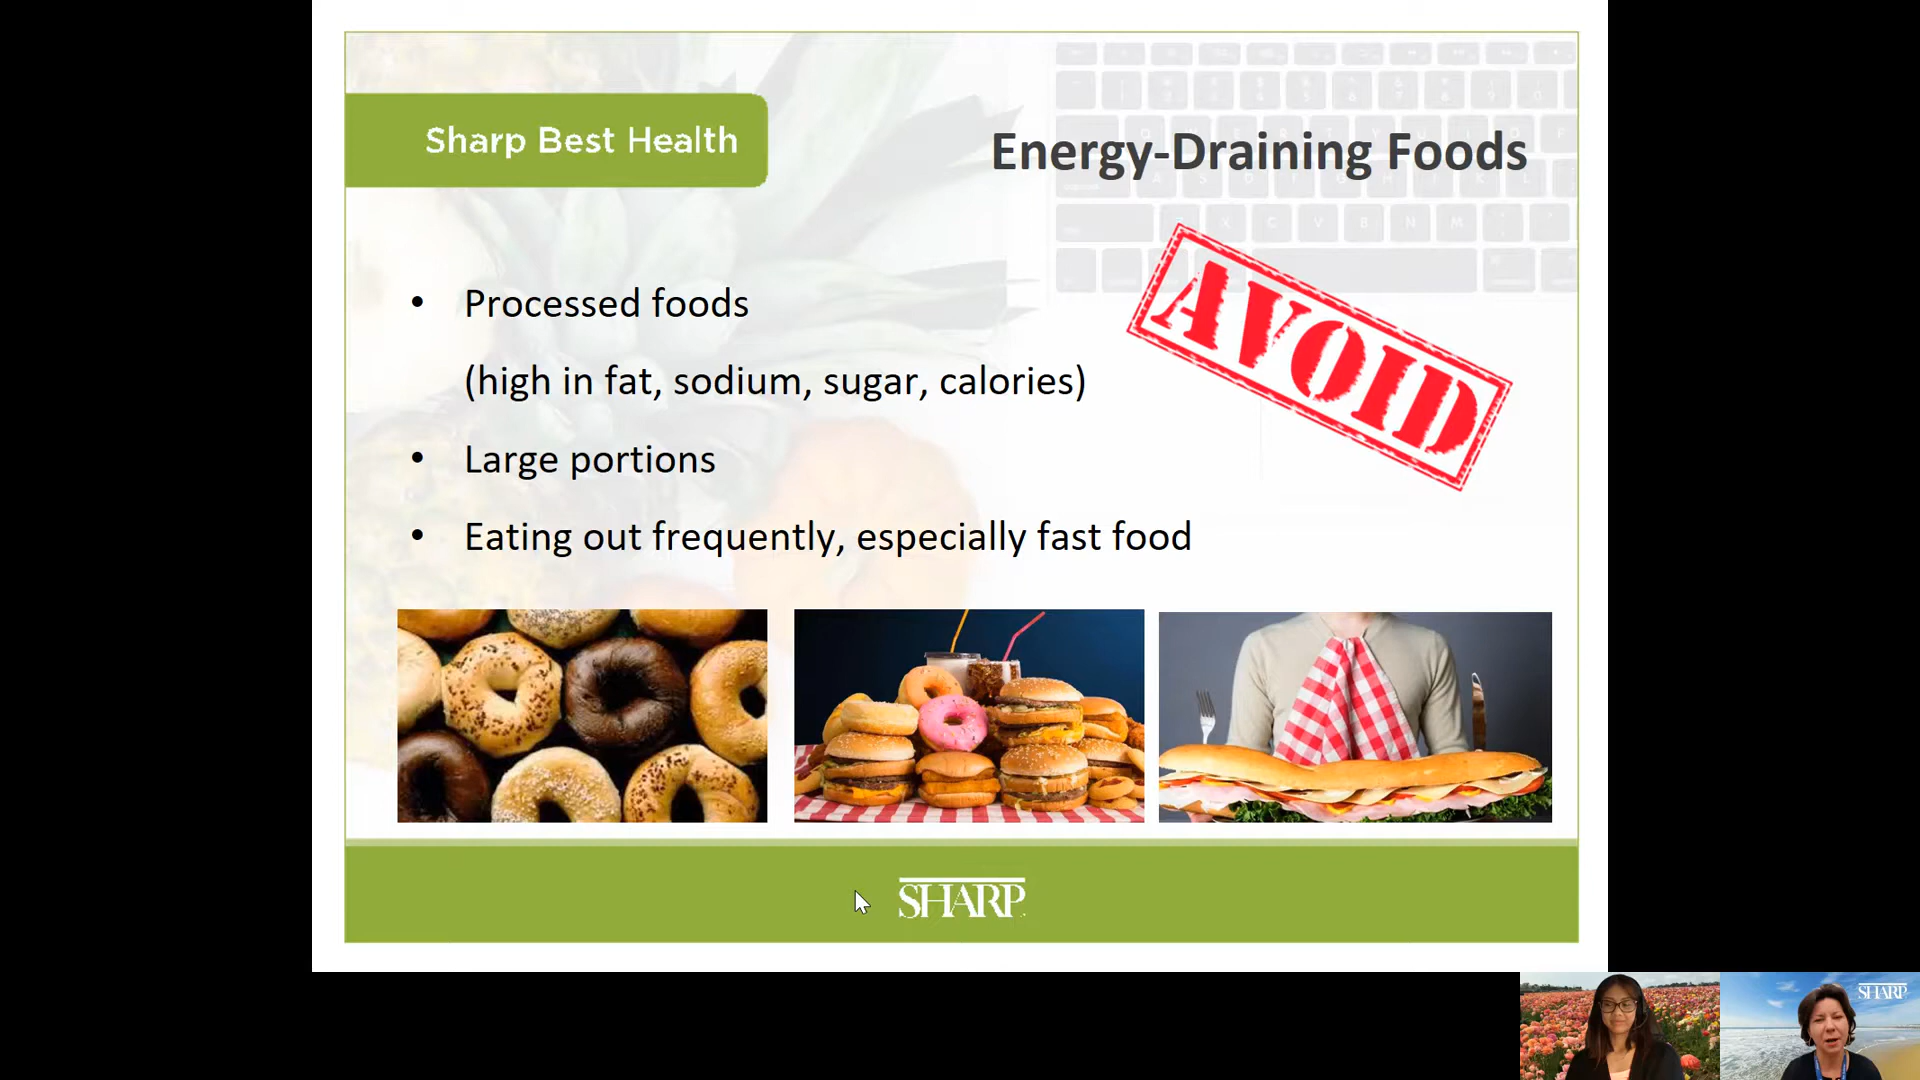 Sharp Best Health
Energy-Draining Foods
AVOID
• Processed foods
(high in fat, sodium, sugar, calories)
• Large portions
• Eating out frequently, especially fast food
SHARP
SHARP